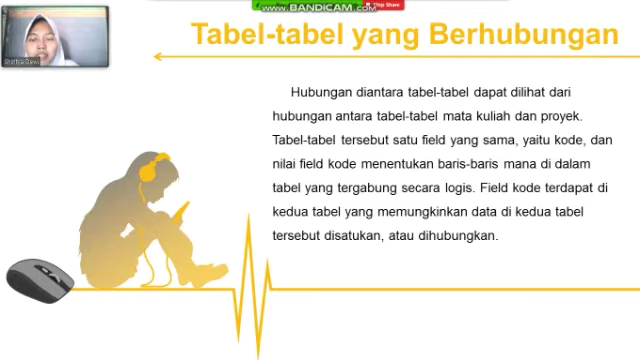 www.BANDICAM.com
Stop Share
Tabel-tabel yang Berhubungan
Hubungan diantara tabel-tabel dapat dilihat dari
hubungan antara tabel-tabel mata kuliah dan proyek.
Tabel-tabel tersebut satu field yang sama, yaitu kode, dan
nilai field kode menentukan baris-baris mana di dalam
tabel yang tergabung secara logis. Field kode terdapat di
kedua tabel yang memungkinkan data di kedua tabel
tersebut disatukan, atau dihubungkan.